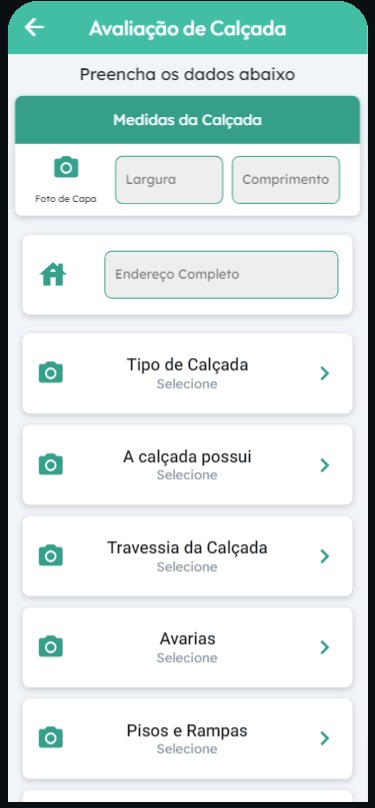 Avaliação de Calçada
Preencha os dados abaixo
Medidas da Calçada
Foto de Capa
Largura
Comprimento
Endereço Completo
Tipo de Calçada
Selecione
A calçada possui
Selecione
Travessia da Calçada
Selecione
Avarias
Selecione
Pisos e Rampas
Selecione